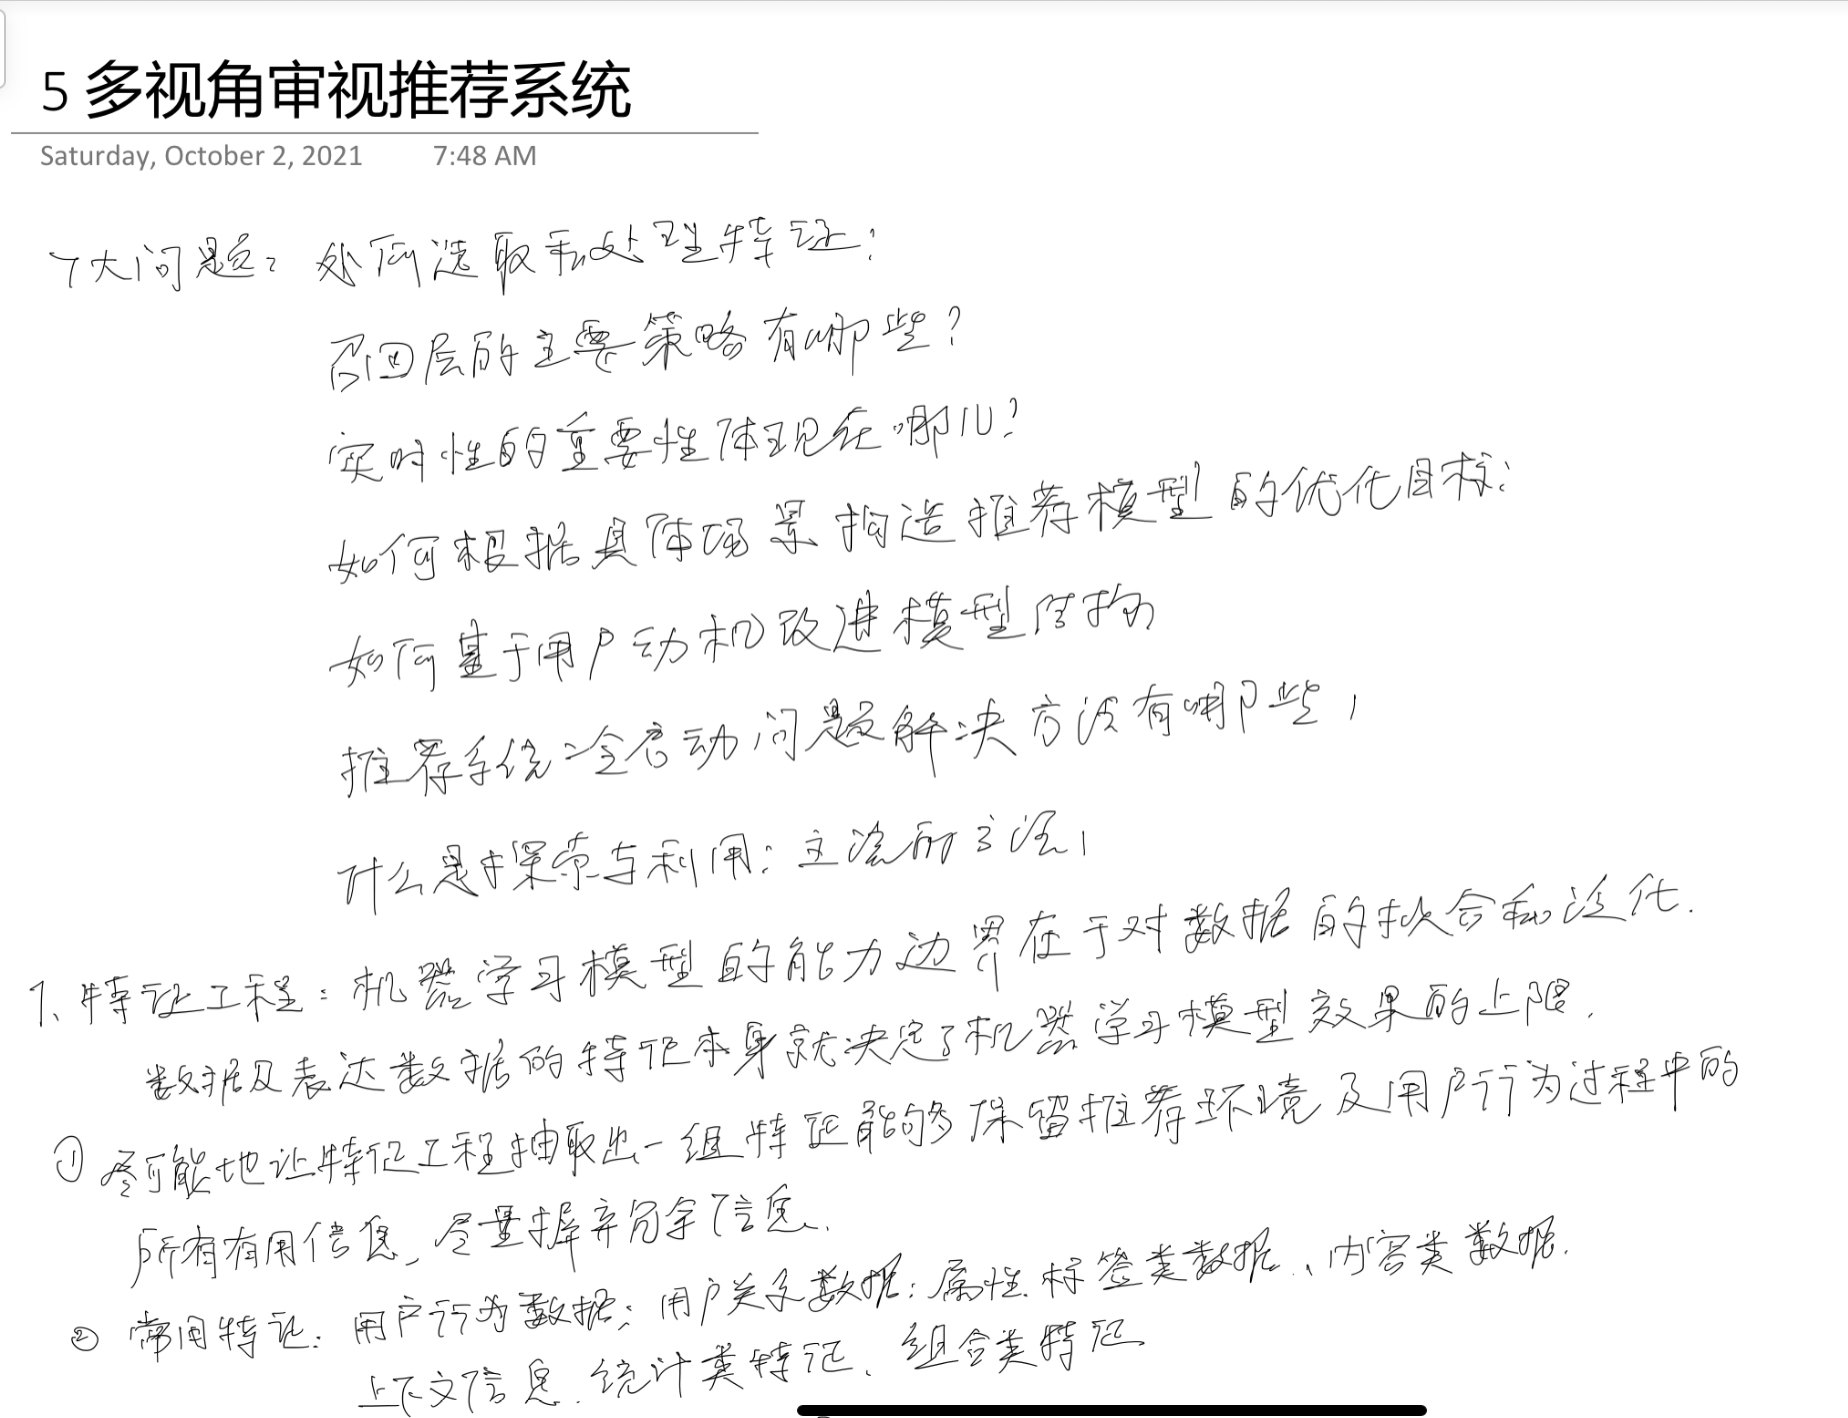 5 多视角审视推荐系统
Saturday, October 2, 2021 7:48 AM
7大问题: 如何选取和处理特征;
召回层的主要策略有哪些?
实时性的重要性体现在哪儿?
如何根据具体场景构造推荐模型的优化目标;
如何基于用户动机改进模型结构
推荐系统冷启动问题解决方法有哪些;
什么是探索与利用; 主流的方法;
1、特征工程: 机器学习模型的能力边界在于对数据的拟合和泛化.
数据及表达数据的特征本身就决定了机器学习模型效果的上限.
① 尽可能地让特征工程抽取出一组特征能够保留推荐环境及用户行为过程中的
所有有用信息, 尽量摒弃冗余信息.
② 常用特征: 用户行为数据; 用户关系数据; 属性.标签类数据、内容类数据.
上下文信息、统计类特征、组合类特征